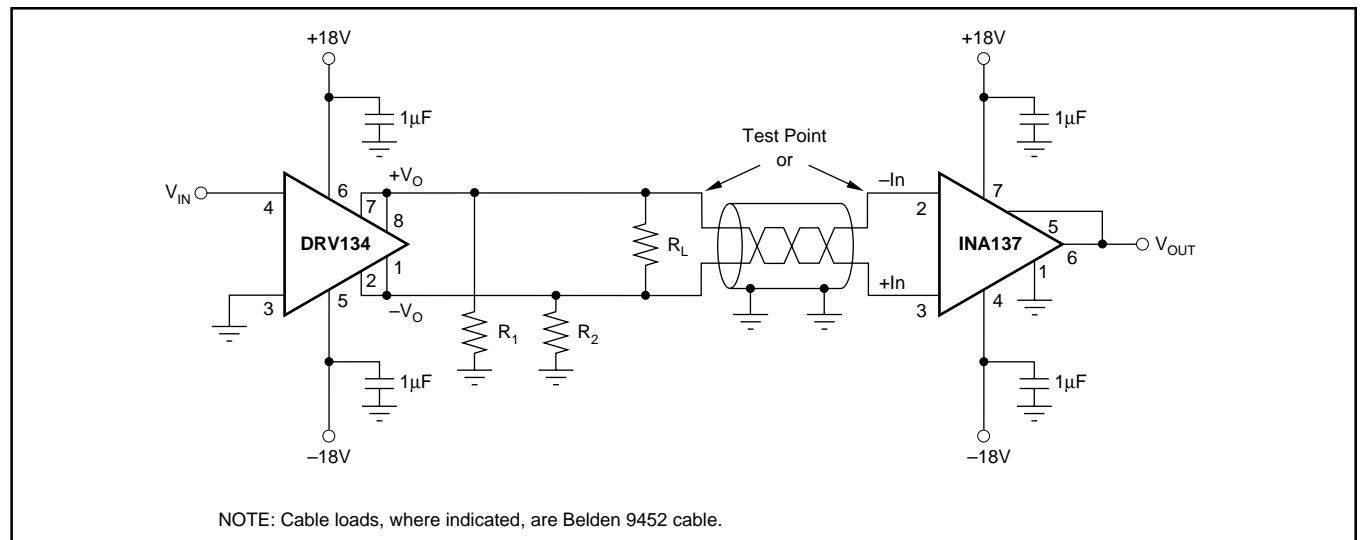 +18V
1μF
+18V
1μF
Test Point
or
V_IN
4
6
7
+V_O
8
DRV134
1
2
3
5
–V_O
R_L
R_1
R_2
1μF
–18V
–In
2
7
INA137
5
6
V_OUT
1
+In
3
4
1μF
–18V
NOTE: Cable loads, where indicated, are Belden 9452 cable.